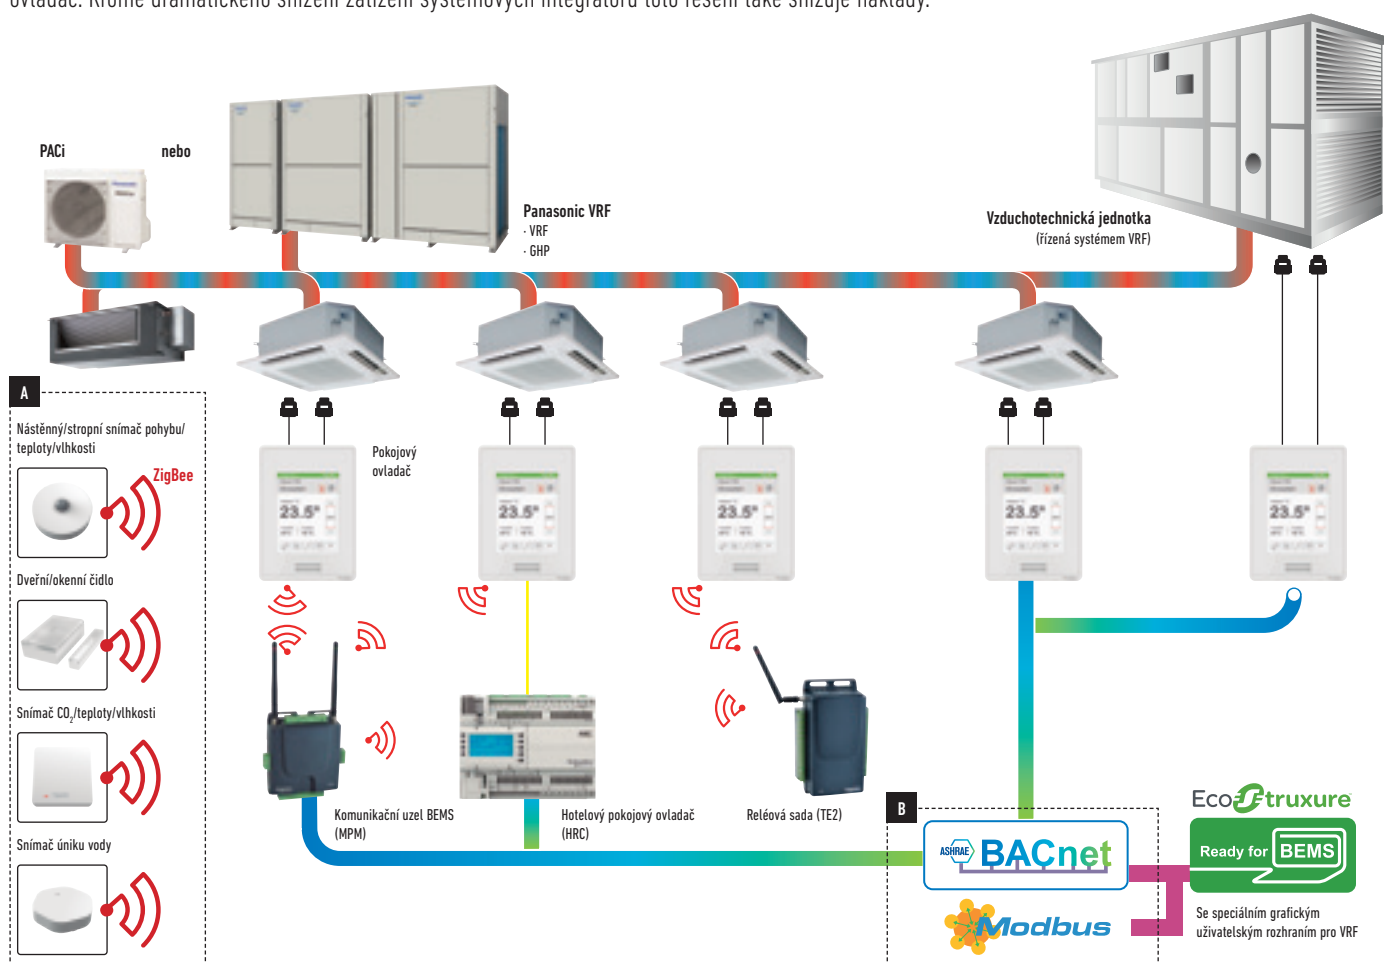 ovladač. Kromě dramatického snížení zatížení systémových integrátorů toto řešení také snižuje náklady.
PACi
nebo
Panasonic VRF
· VRF
· GHP
Vzduchotechnická jednotka
(řízená systémem VRF)
A
Nástěnný/stropní snímač pohybu/
teploty/vlhkosti
ZigBee
Dveřní/okenní čidlo
Snímač CO2/teploty/vlhkosti
Snímač úniku vody
Pokojový
ovladač
23.5°
23.5°
23.5°
23.5°
23.5°
Komunikační uzel BEMS
(MPM)
Hotelový pokojový ovladač
(HRC)
Reléová sada (TE2)
B
ASHRAE BACnet
Modbus
EcoStruxure
Ready for BEMS
Se speciálním grafickým
uživatelským rozhraním pro VRF